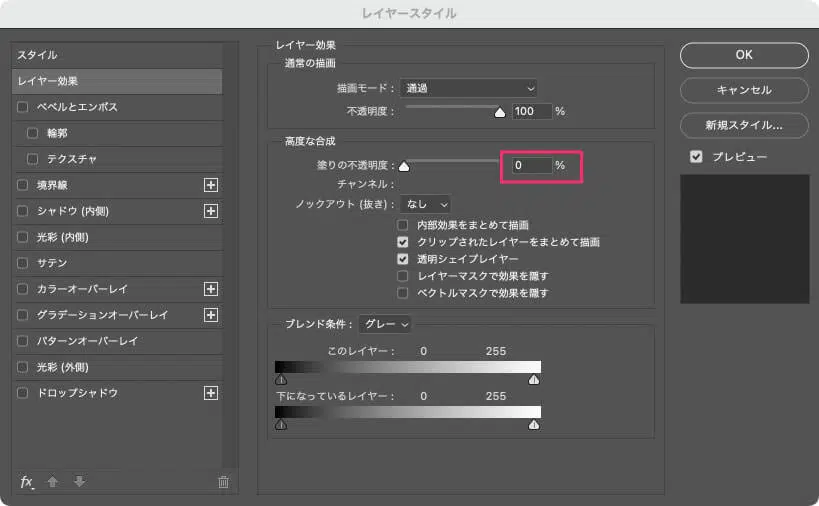 レイヤースタイル
スタイル
レイヤー効果
ベベルとエンボス
輪郭
テクスチャ
境界線
シャドウ (内側)
光彩 (内側)
サテン
カラーオーバーレイ
グラデーションオーバーレイ
パターンオーバーレイ
光彩 (外側)
ドロップシャドウ
fx
レイヤー効果
通常の描画
描画モード : 通過
不透明度 : 100 %
高度な合成
塗りの不透明度 : 0 %
チャンネル :
ノックアウト (抜き) : なし
内部効果をまとめて描画
クリップされたレイヤーをまとめて描画
透明シェイプレイヤー
レイヤーマスクで効果を隠す
ベクトルマスクで効果を隠す
ブレンド条件 : グレー
このレイヤー : 0 255
下になっているレイヤー : 0 255
OK
キャンセル
新規スタイル...
プレビュー